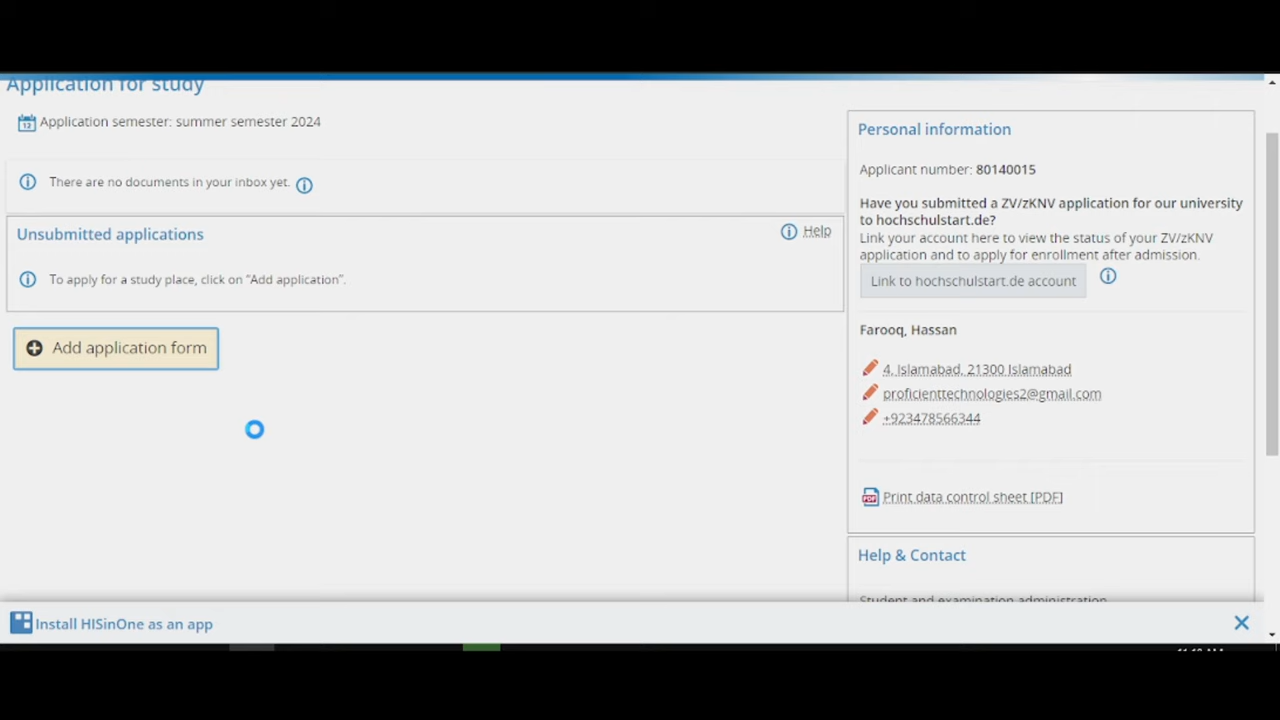 Application for study
Application semester: summer semester 2024
There are no documents in your inbox yet.
Unsubmitted applications
Help
To apply for a study place, click on "Add application".
Add application form
Personal information
Applicant number: 80140015
Have you submitted a ZV/zKNV application for our university
to hochschulstart.de?
Link your account here to view the status of your ZV/zKNV
application and to apply for enrollment after admission.
Link to hochschulstart.de account
Farooq, Hassan
4, Islamabad, 21300 Islamabad
proficienttechnologies2@gmail.com
+923478566344
PDF
Print data control sheet [PDF]
Help & Contact
Student and examination administration
Install HISinOne as an app